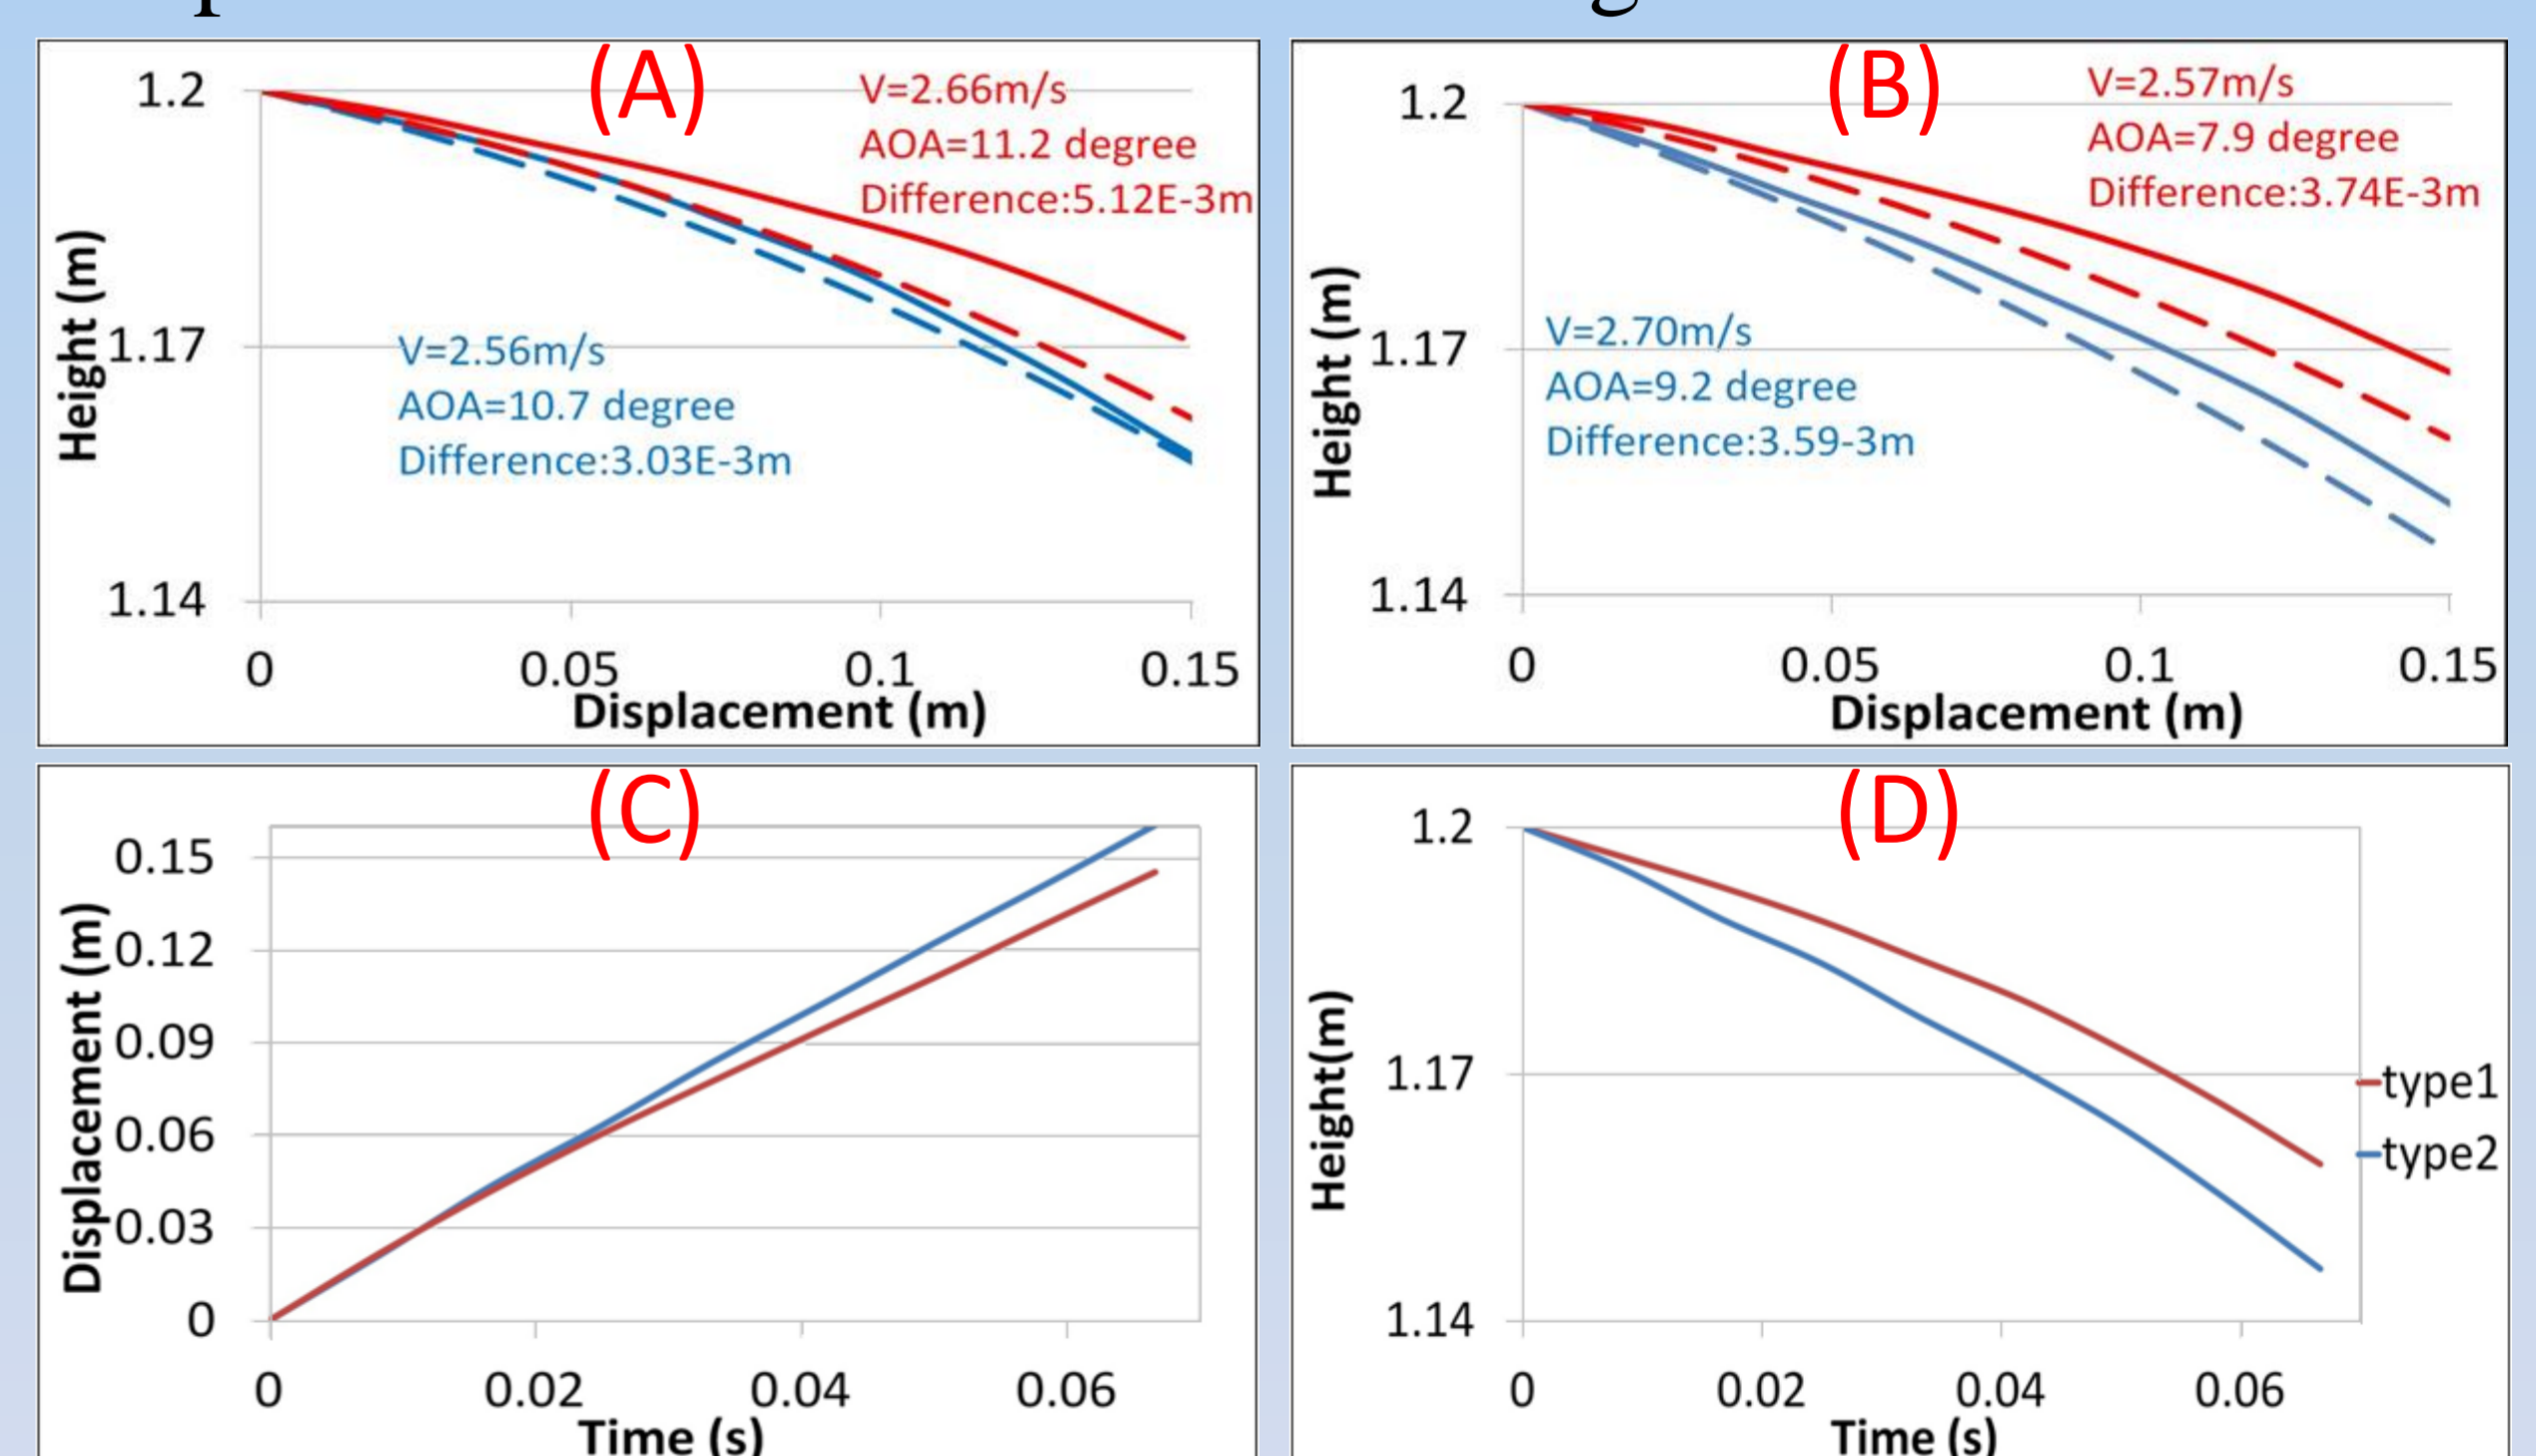 (A)
1.2
V=2.66m/s
AOA=11.2 degree
Difference:5.12E-3m
Height (m)
1.17
V=2.56m/s
AOA=10.7 degree
Difference:3.03E-3m
1.14
0 0.05 0.1 0.15
Displacement (m)
(B)
1.2
V=2.57m/s
AOA=7.9 degree
Difference:3.74E-3m
Height (m)
1.17
V=2.70m/s
AOA=9.2 degree
Difference:3.59-3m
1.14
0 0.05 0.1 0.15
Displacement (m)
(C)
0.15
0.12
0.09
0.06
0.03
0
Displacement (m)
0 0.02 0.04 0.06
Time (s)
(D)
1.2
1.17
1.14
Height(m)
type1
type2
0 0.02 0.04 0.06
Time (s)